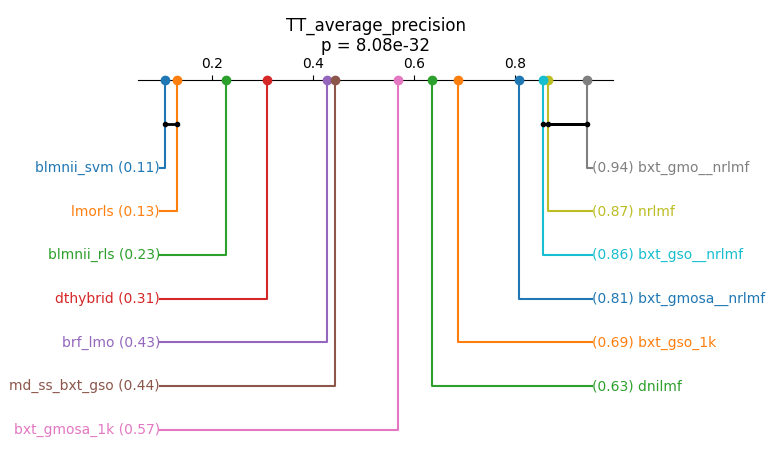 TT_average_precision
p = 8.08e-32
0.2 0.4 0.6 0.8
blmnii_svm (0.11)
(0.94) bxt_gmo__nrlmf
lmorls (0.13)
(0.87) nrlmf
blmnii_rls (0.23)
(0.86) bxt_gso__nrlmf
dthybrid (0.31)
(0.81) bxt_gmosa__nrlmf
brf_lmo (0.43)
(0.69) bxt_gso_1k
md_ss_bxt_gso (0.44)
(0.63) dnilmf
bxt_gmosa_1k (0.57)